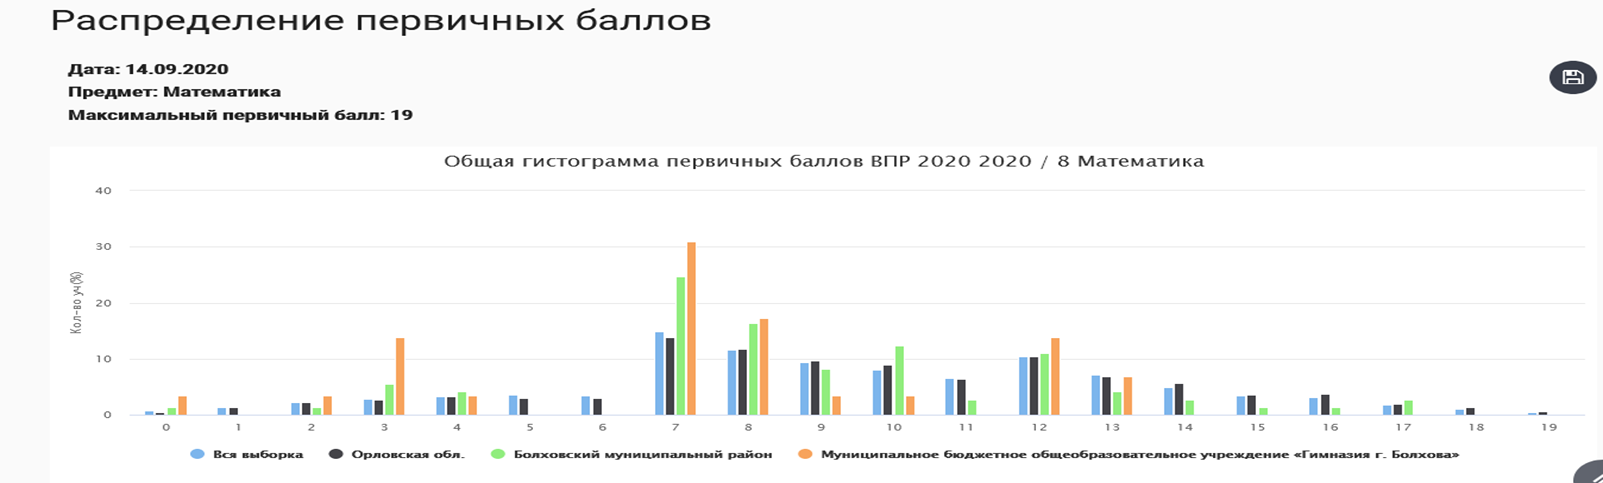 Распределение первичных баллов
Дата: 14.09.2020
Предмет: Математика
Максимальный первичный балл: 19
Общая гистограмма первичных баллов ВПР 2020 2020 / 8 Математика
Кол-во уч(%)
40
30
20
10
0
0 1 2 3 4 5 6 7 8 9 10 11 12 13 14 15 16 17 18 19
Вся выборка Орловская обл. Болховский муниципальный район Муниципальное бюджетное общеобразовательное учреждение «Гимназия г. Болхова»